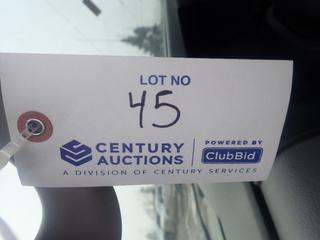 LOT NO
45
CENTURY AUCTIONS
POWERED BY
ClubBid
A DIVISION OF CENTURY SERVICES